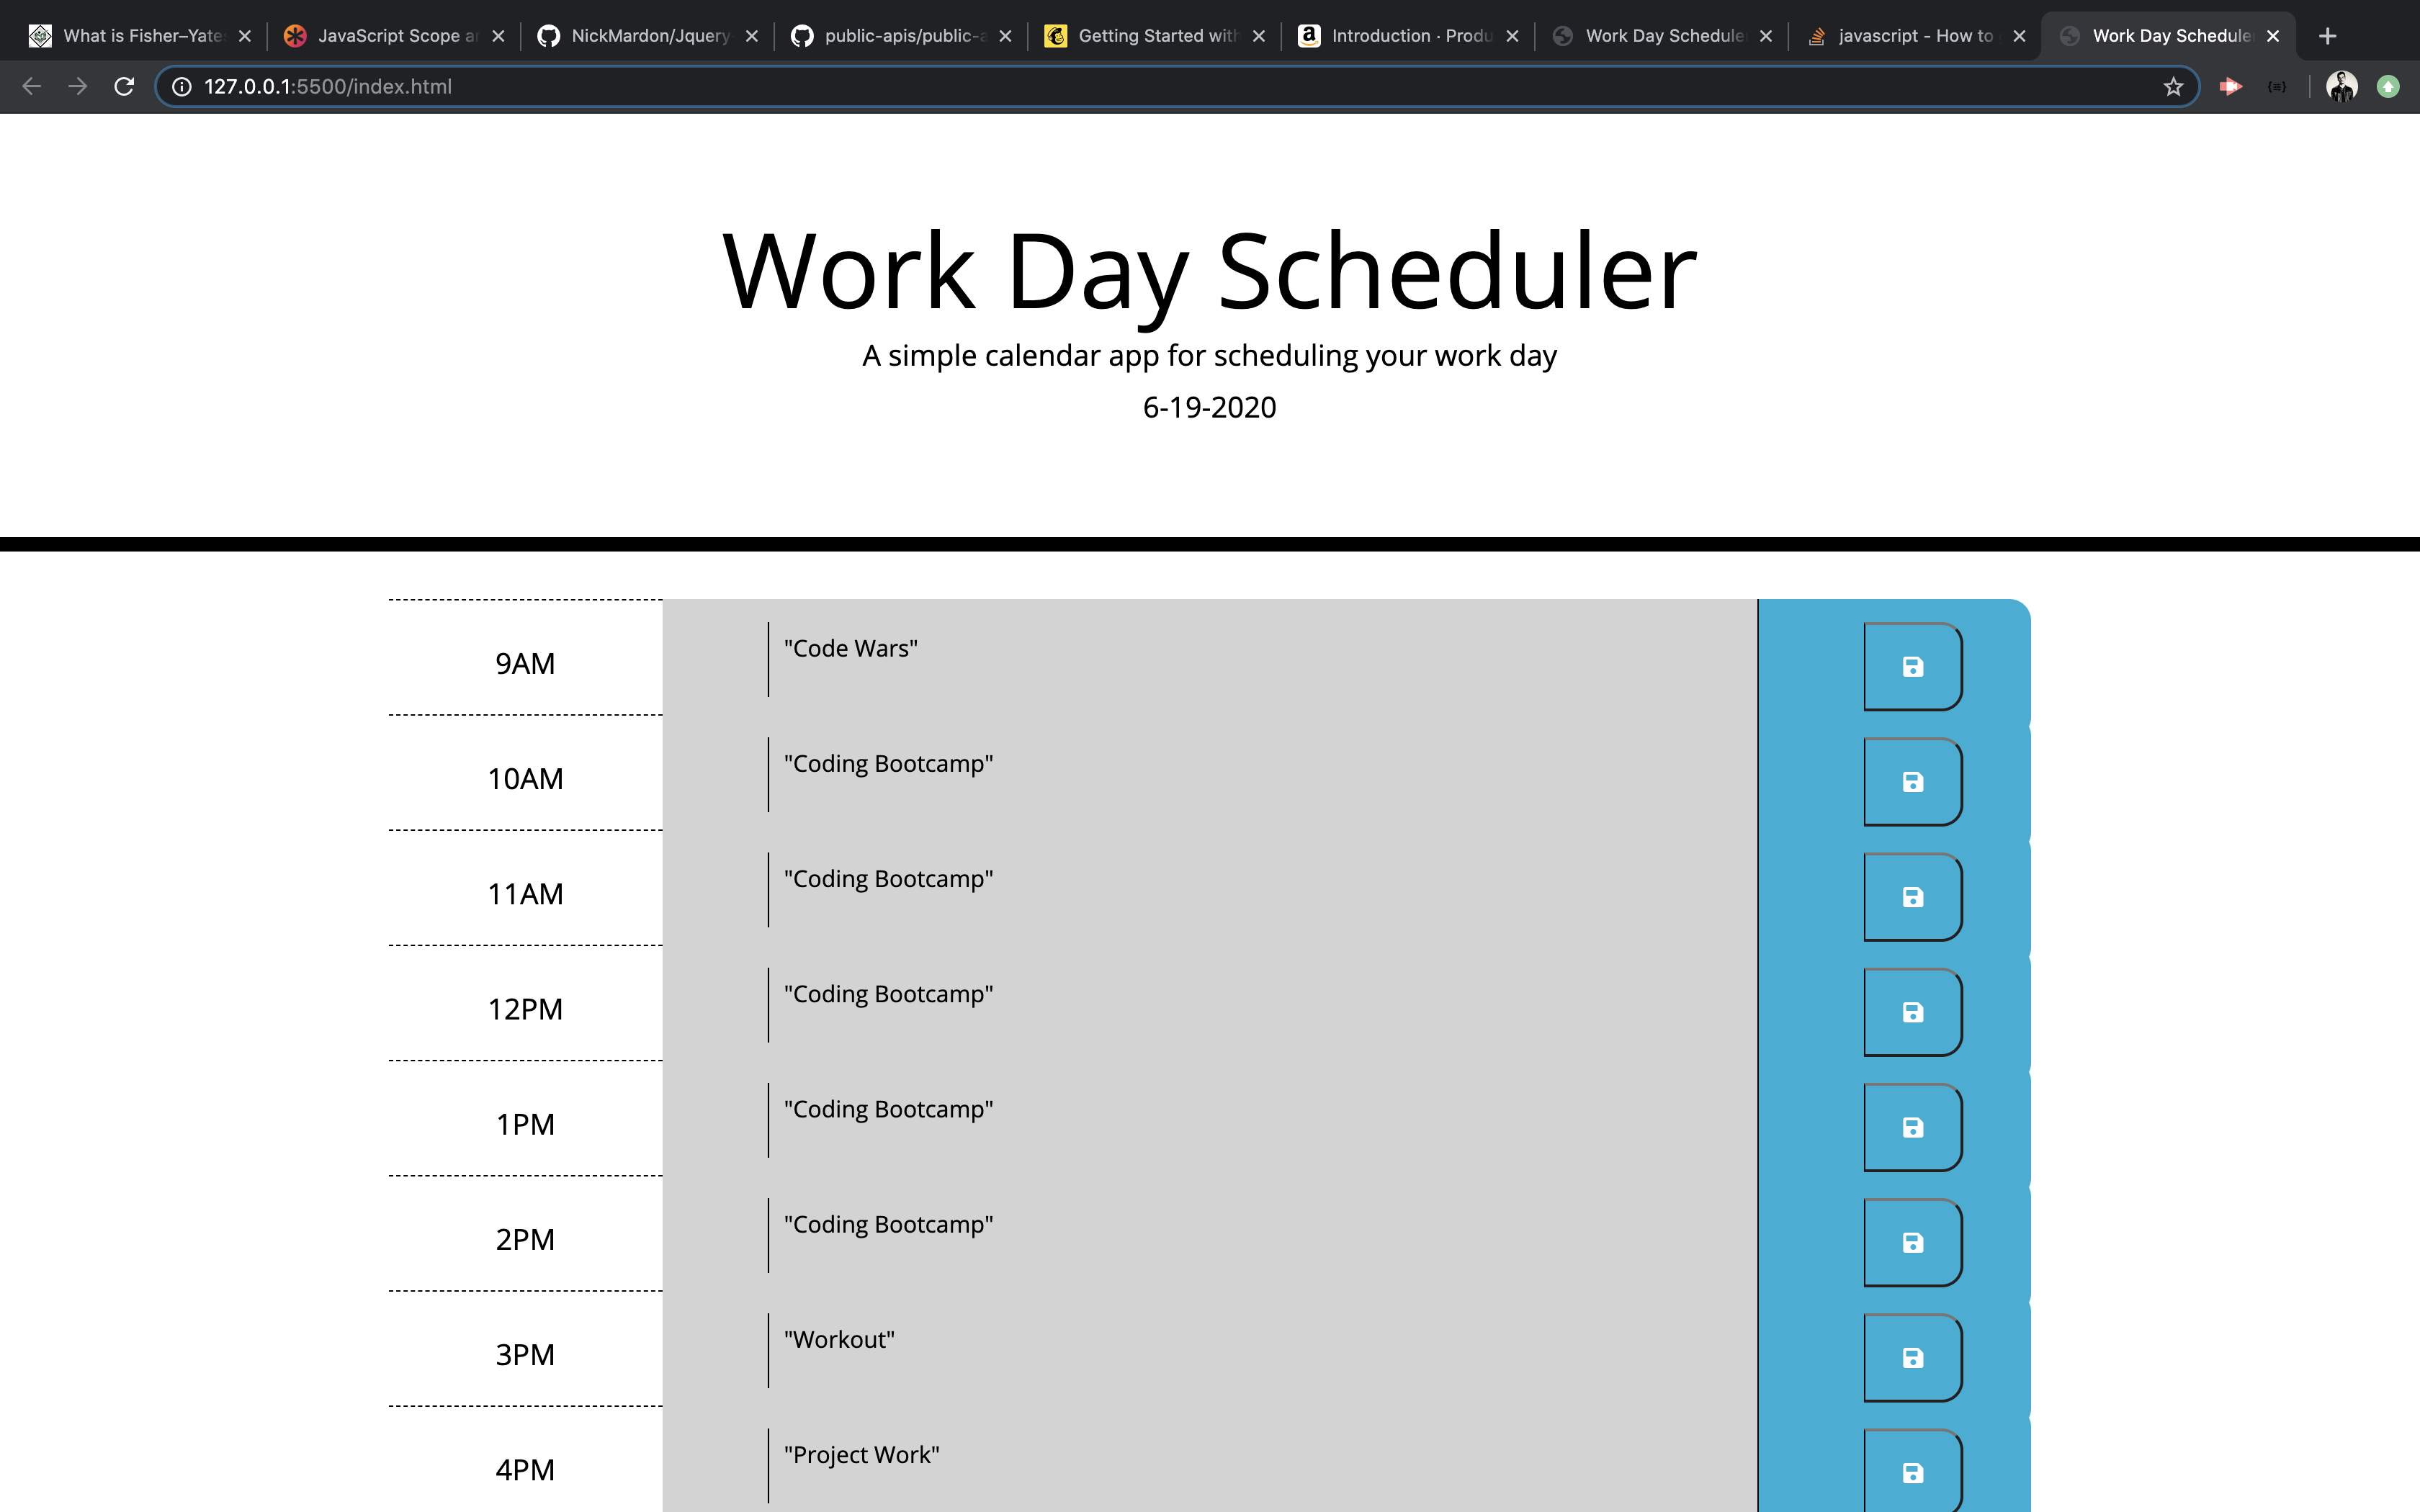 What is Fisher–Yate
JavaScript Scope a
NickMardon/Jquery
public-apis/public-a
Getting Started with
Introduction · Produ
Work Day Schedule
javascript - How to
Work Day Scheduler
127.0.0.1:5500/index.html
Work Day Scheduler
A simple calendar app for scheduling your work day
6-19-2020
9AM
"Code Wars"
10AM
"Coding Bootcamp"
11AM
"Coding Bootcamp"
12PM
"Coding Bootcamp"
1PM
"Coding Bootcamp"
2PM
"Coding Bootcamp"
3PM
"Workout"
4PM
"Project Work"